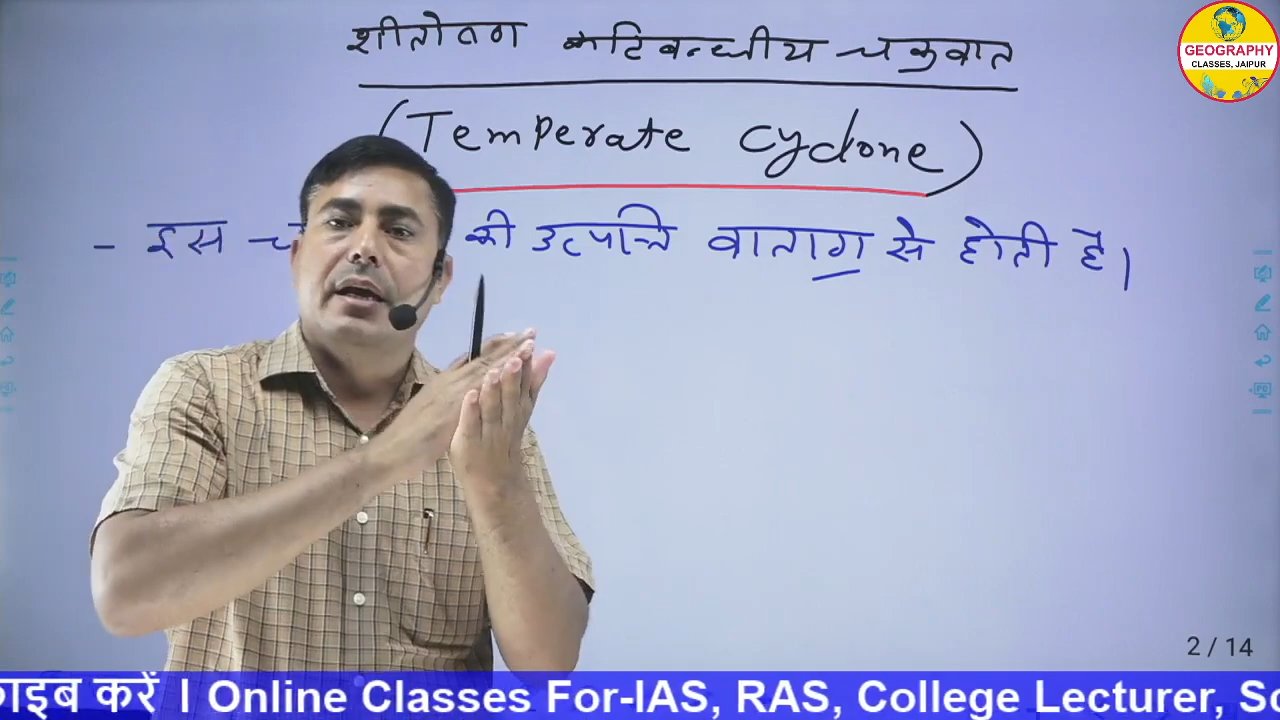 शीतोष्ण कटिबन्धीय चक्रवात
(Temperate cyclone)
- इस च की उत्पत्ति वाताग्र से होती है।
GEOGRAPHY
CLASSES, JAIPUR
2 / 14
काइब करें । Online Classes For-IAS, RAS, College Lecturer, Sc